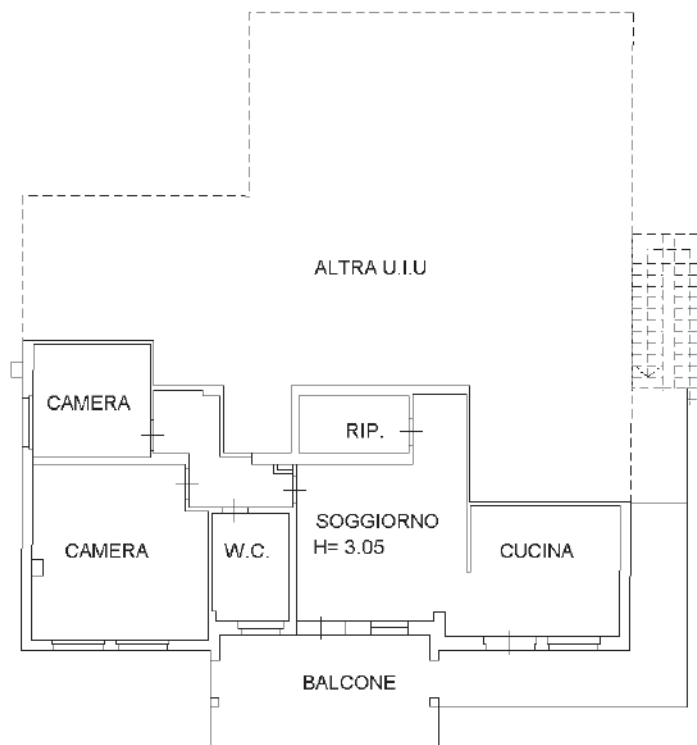 ALTRA U.I.U
CAMERA
RIP.
SOGGIORNO
H= 3.05
CAMERA
W.C.
CUCINA
BALCONE